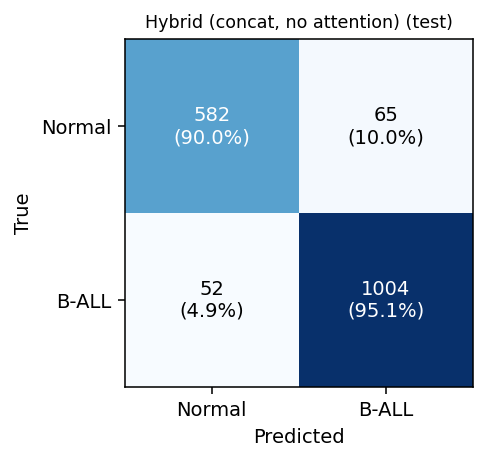 Hybrid (concat, no attention) (test)
True
Normal
582
(90.0%)
65
(10.0%)
B-ALL
52
(4.9%)
1004
(95.1%)
Normal
B-ALL
Predicted